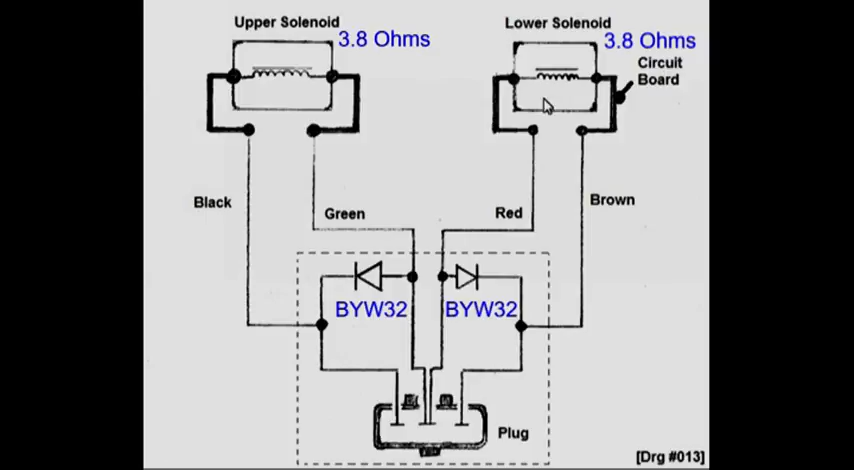 Upper Solenoid
3.8 Ohms
Lower Solenoid
3.8 Ohms
Circuit
Board
Black
Green
Red
Brown
BYW32
BYW32
Plug
[Drg #013]